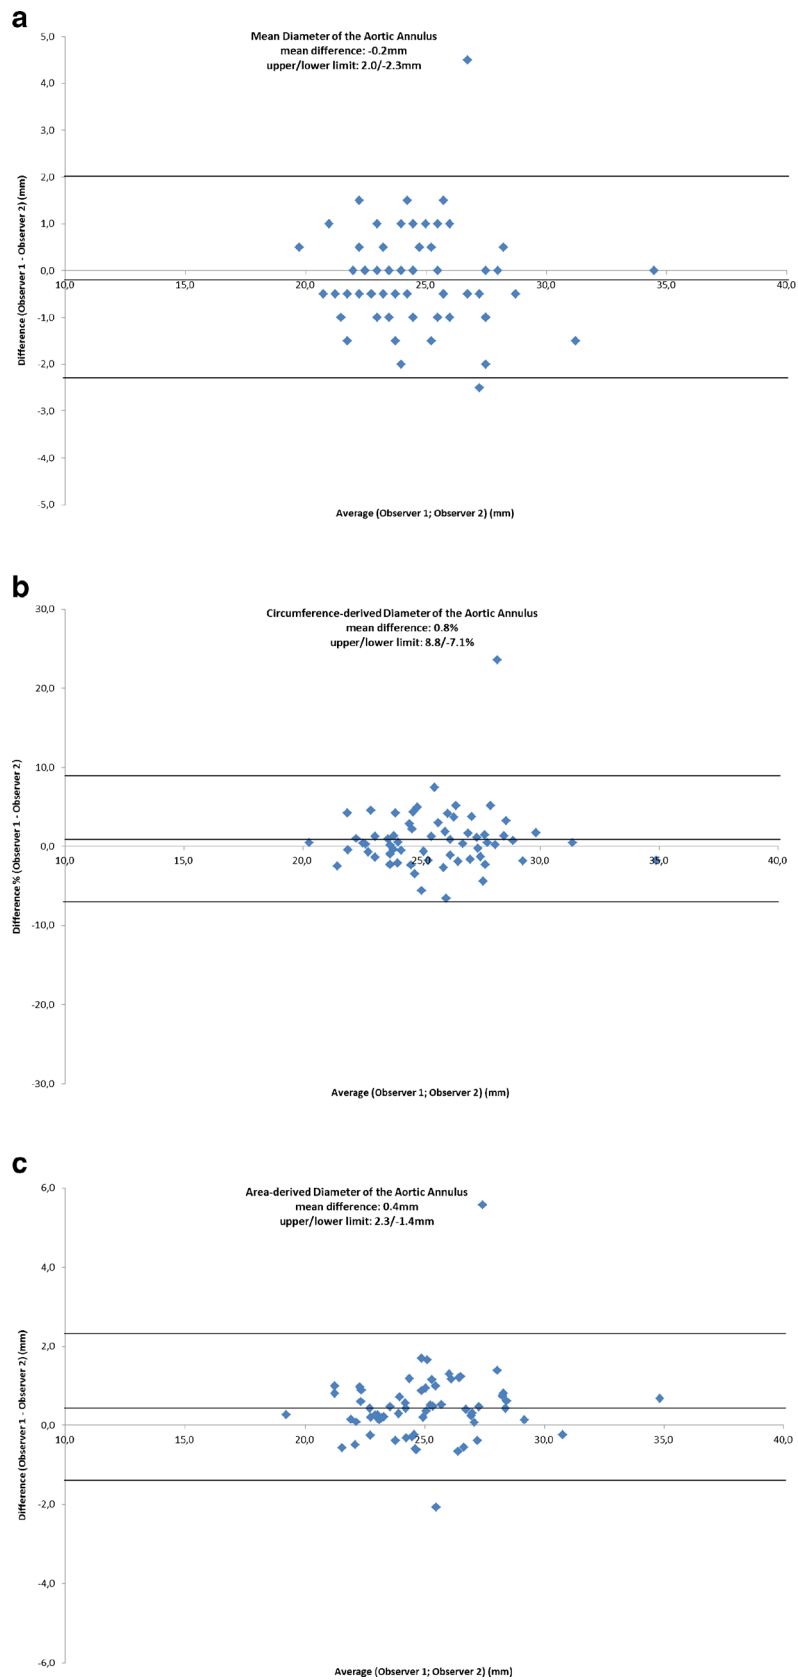 a
Mean Diameter of the Aortic Annulus
mean difference: -0.2mm
upper/lower limit: 2.0/-2.3mm
5,0
4,0
3,0
2,0
1,0
0,0
-1,0
-2,0
-3,0
-4,0
-5,0
10,0 15,0 20,0 25,0 30,0 35,0 40,0
Difference (Observer 1 - Observer 2) (mm)
Average (Observer 1; Observer 2) (mm)
b
Circumference-derived Diameter of the Aortic Annulus
mean difference: 0.8%
upper/lower limit: 8.8/-7.1%
30,0
20,0
10,0
0,0
-10,0
-20,0
-30,0
10,0 15,0 20,0 25,0 30,0 35,0 40,0
Difference % (Observer 1 - Observer 2)
Average (Observer 1; Observer 2) (mm)
c
Area-derived Diameter of the Aortic Annulus
mean difference: 0.4mm
upper/lower limit: 2.3/-1.4mm
6,0
4,0
2,0
0,0
-2,0
-4,0
-6,0
10,0 15,0 20,0 25,0 30,0 35,0 40,0
Difference (Observer 1 - Observer 2) (mm)
Average (Observer 1; Observer 2) (mm)